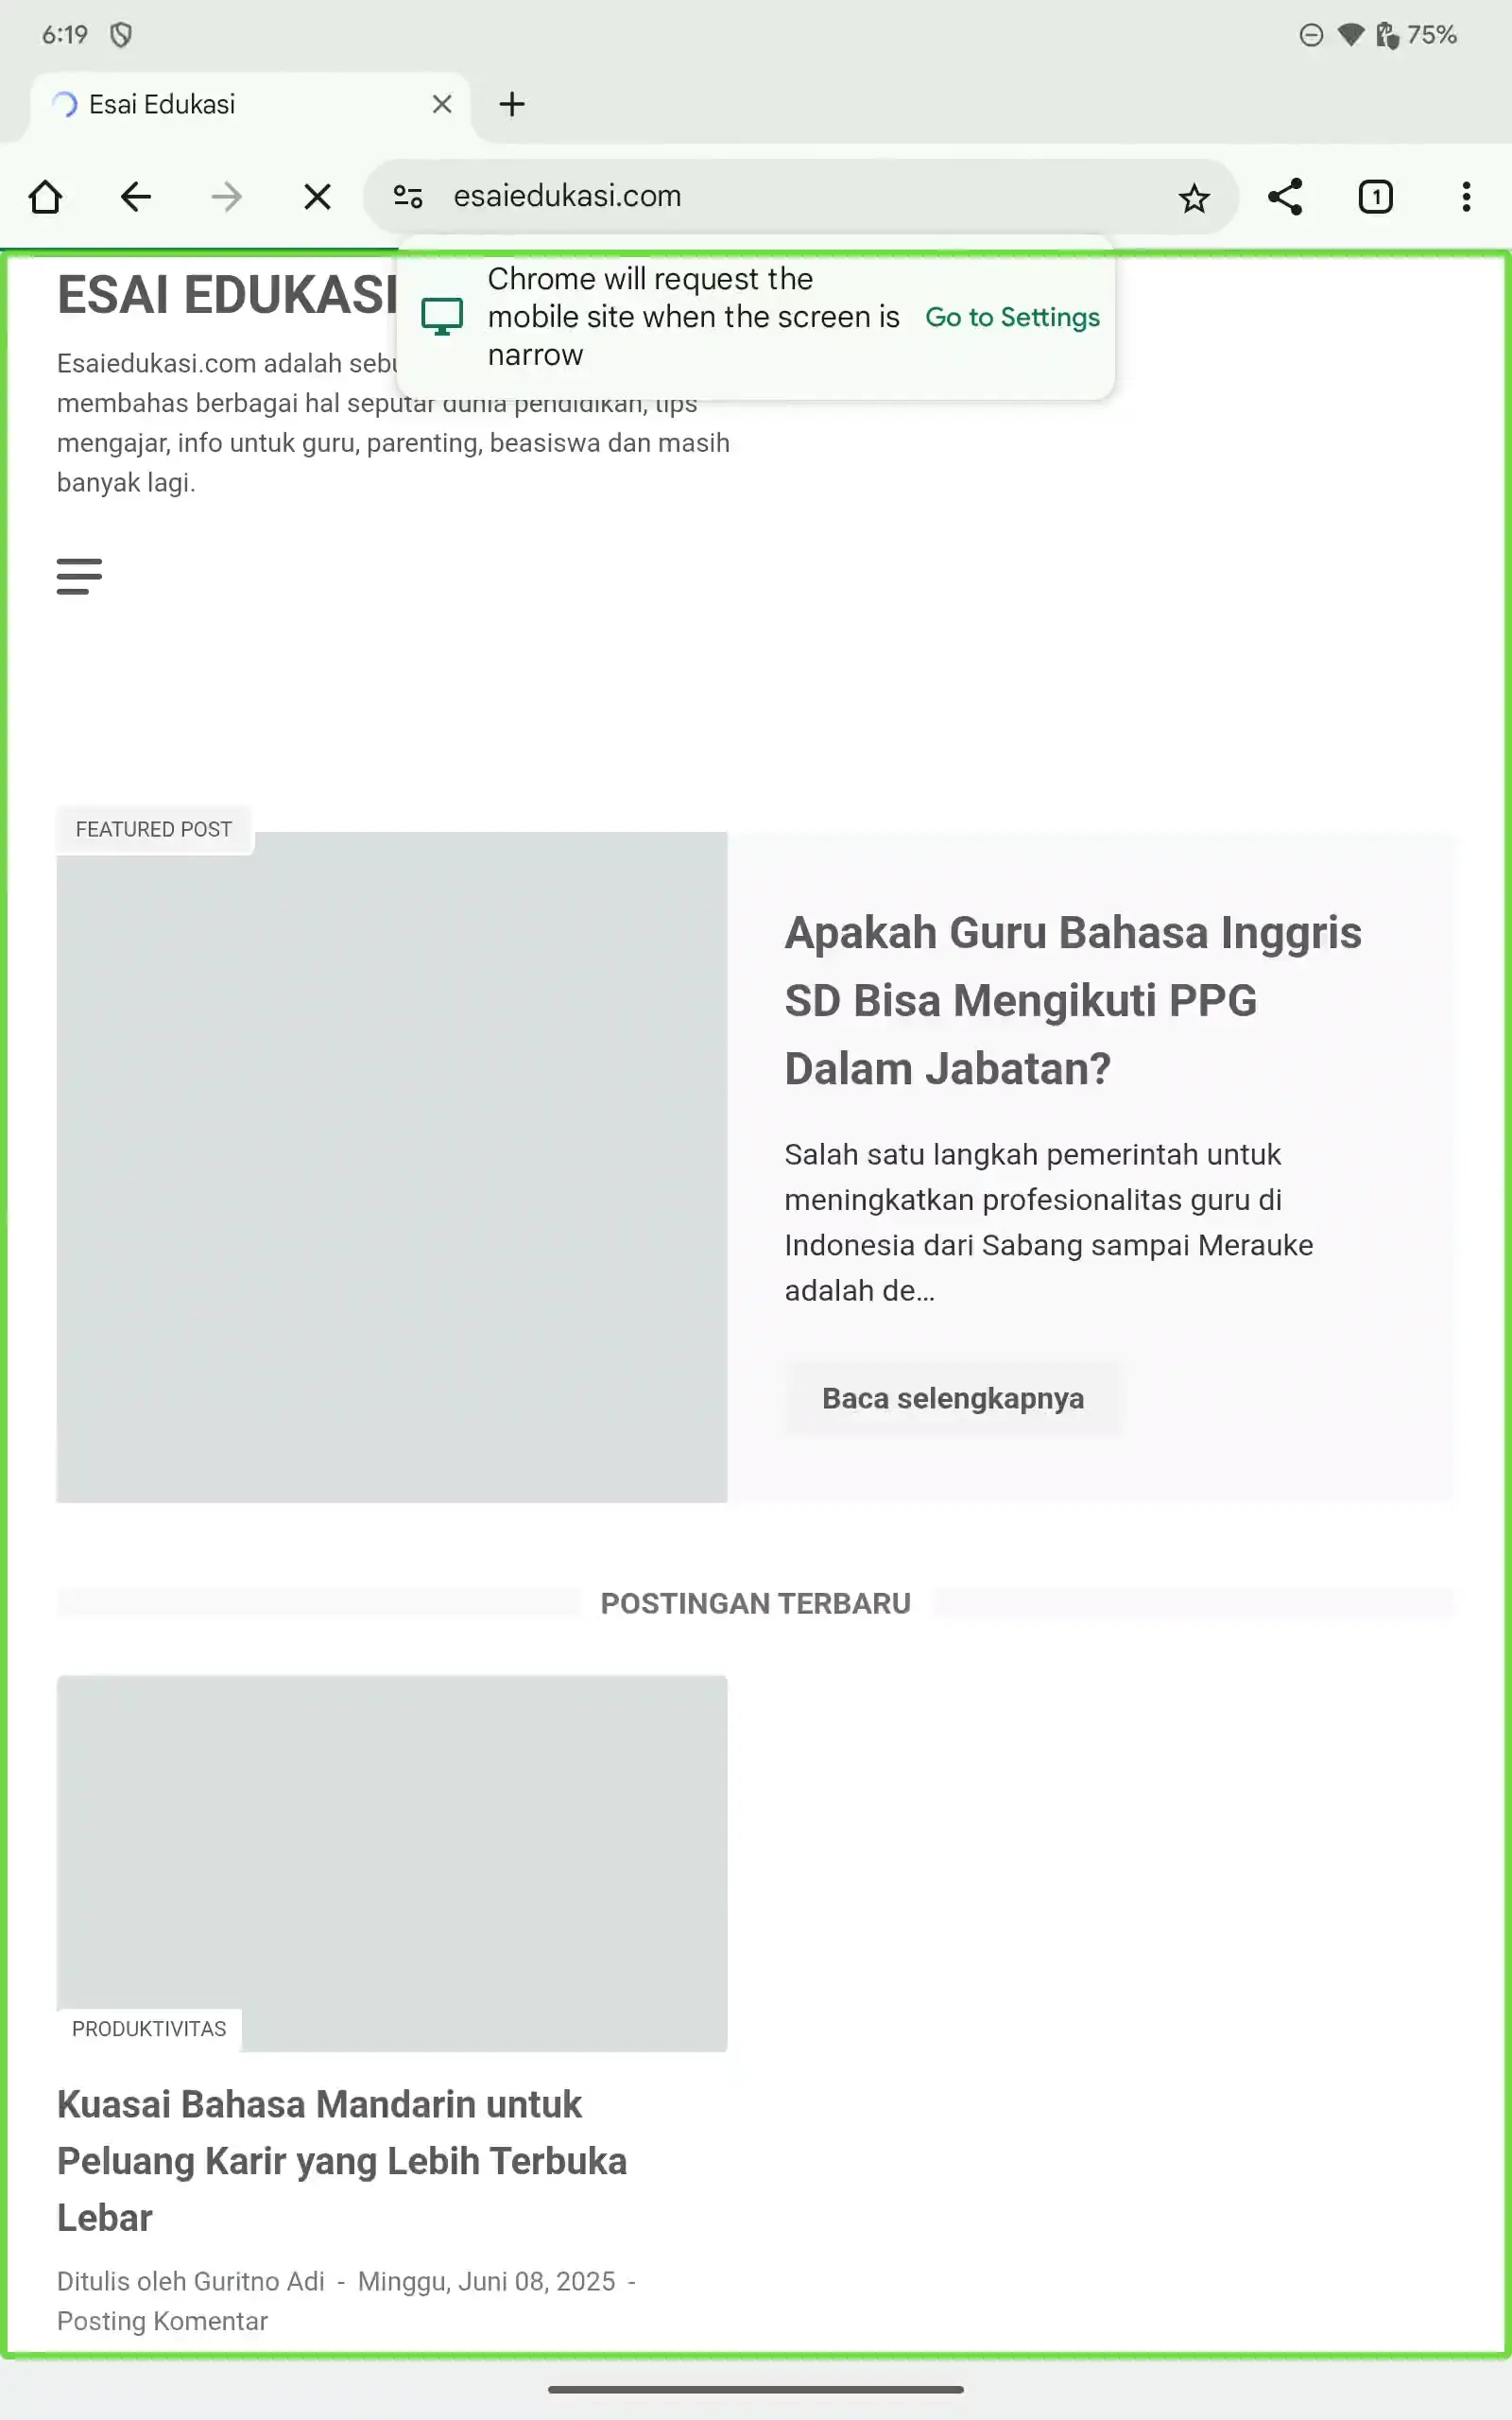 6:19
75%
Esai Edukasi
esaiedukasi.com
1
Chrome will request the
mobile site when the screen is
narrow
Go to Settings
ESAI EDUKASI
Esaiedukasi.com adalah
membahas berbagai hal seputar dunia pendidikan, tips
mengajar, info untuk guru, parenting, beasiswa dan masih
banyak lagi.
FEATURED POST
Apakah Guru Bahasa Inggris
SD Bisa Mengikuti PPG
Dalam Jabatan?
Salah satu langkah pemerintah untuk
meningkatkan profesionalitas guru di
Indonesia dari Sabang sampai Merauke
adalah de...
Baca selengkapnya
POSTINGAN TERBARU
PRODUKTIVITAS
Kuasai Bahasa Mandarin untuk
Peluang Karir yang Lebih Terbuka
Lebar
Ditulis oleh Guritno Adi - Minggu, Juni 08, 2025 -
Posting Komentar